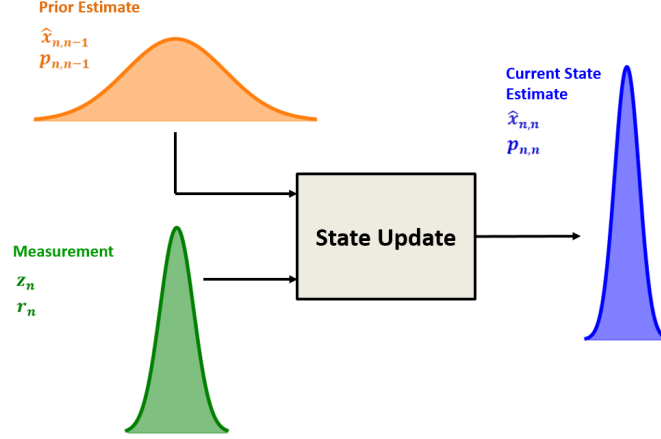 Prior Estimate
x̂ₙ,ₙ₋₁
pₙ,ₙ₋₁
Current State
Estimate
x̂ₙ,ₙ
pₙ,ₙ
State Update
Measurement
zₙ
rₙ